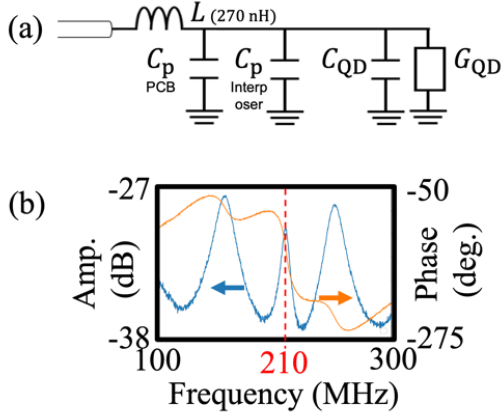 (a)
L (270 nH)
Cp
PCB
Cp
Interp
oser
CQD
GQD
(b)
-27
-50
Amp.
(dB)
Phase
(deg.)
-38
-275
100
210
300
Frequency (MHz)